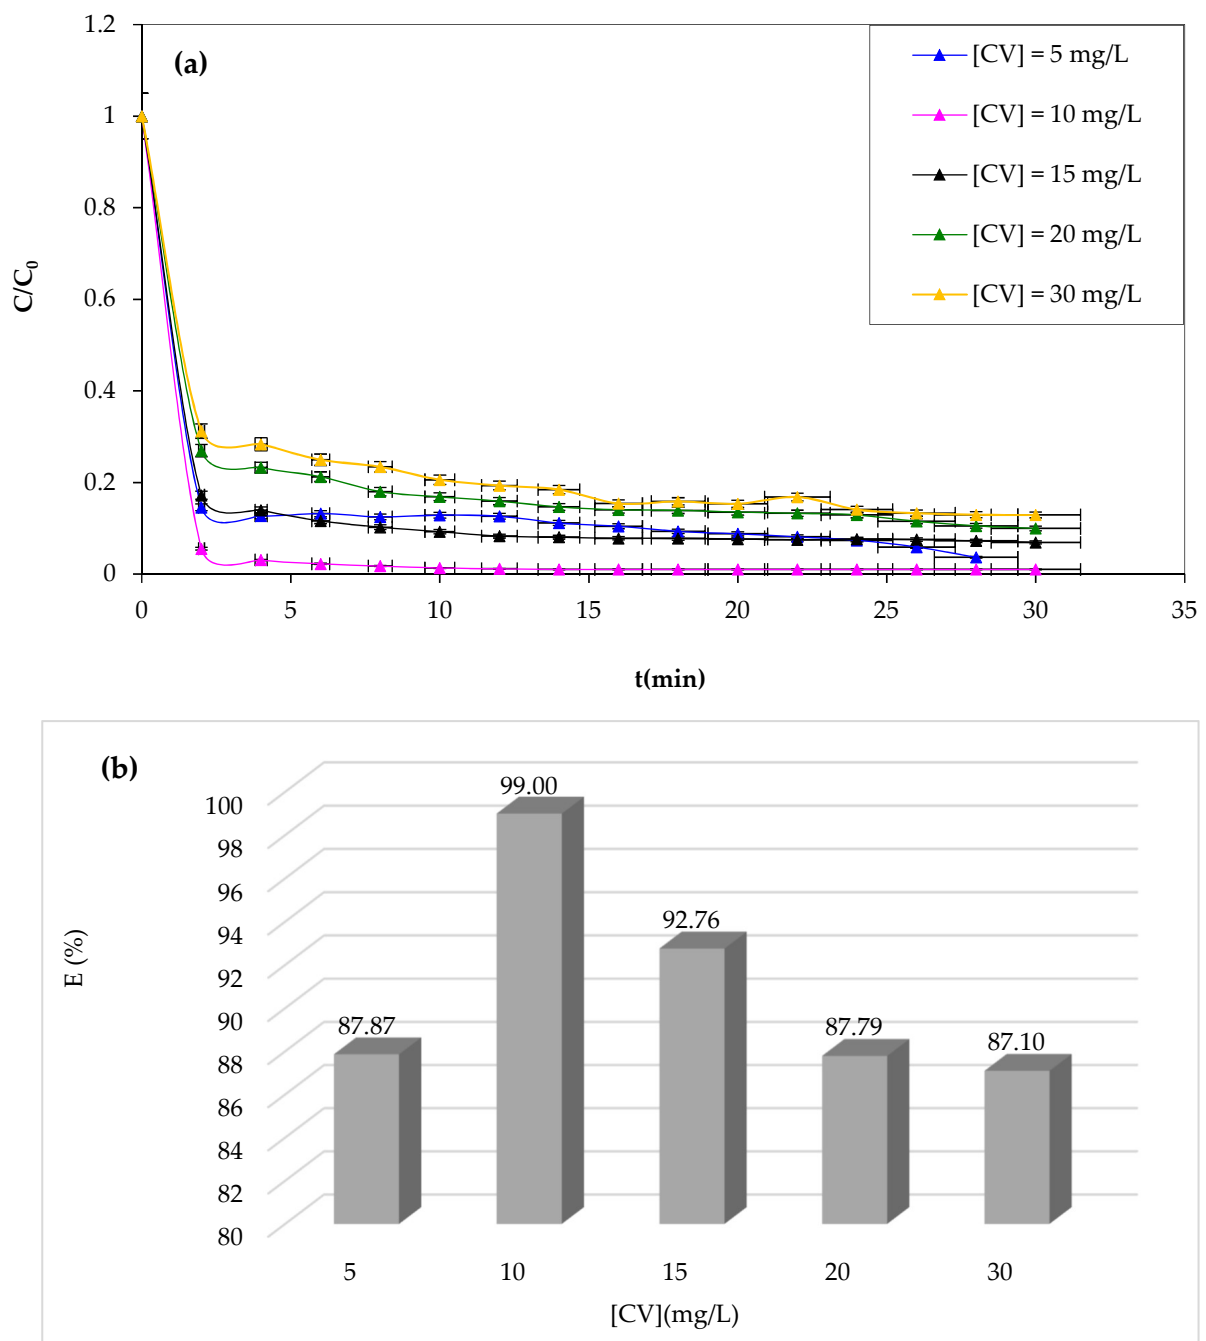 (a)
1.2
1
0.8
0.6
0.4
0.2
0
C/C₀
[CV] = 5 mg/L
[CV] = 10 mg/L
[CV] = 15 mg/L
[CV] = 20 mg/L
[CV] = 30 mg/L
0 5 10 15 20 25 30 35
t(min)
(b)
100
98
96
94
92
90
88
86
84
82
80
E (%)
87.87
99.00
92.76
87.79
87.10
5 10 15 20 30
[CV](mg/L)